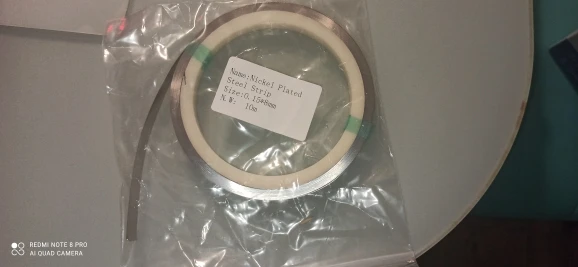 Name:Nickel Plated
Steel Strip
Size:0.15*8mm
N.W: 10m
REDMI NOTE 8 PRO
AI QUAD CAMERA